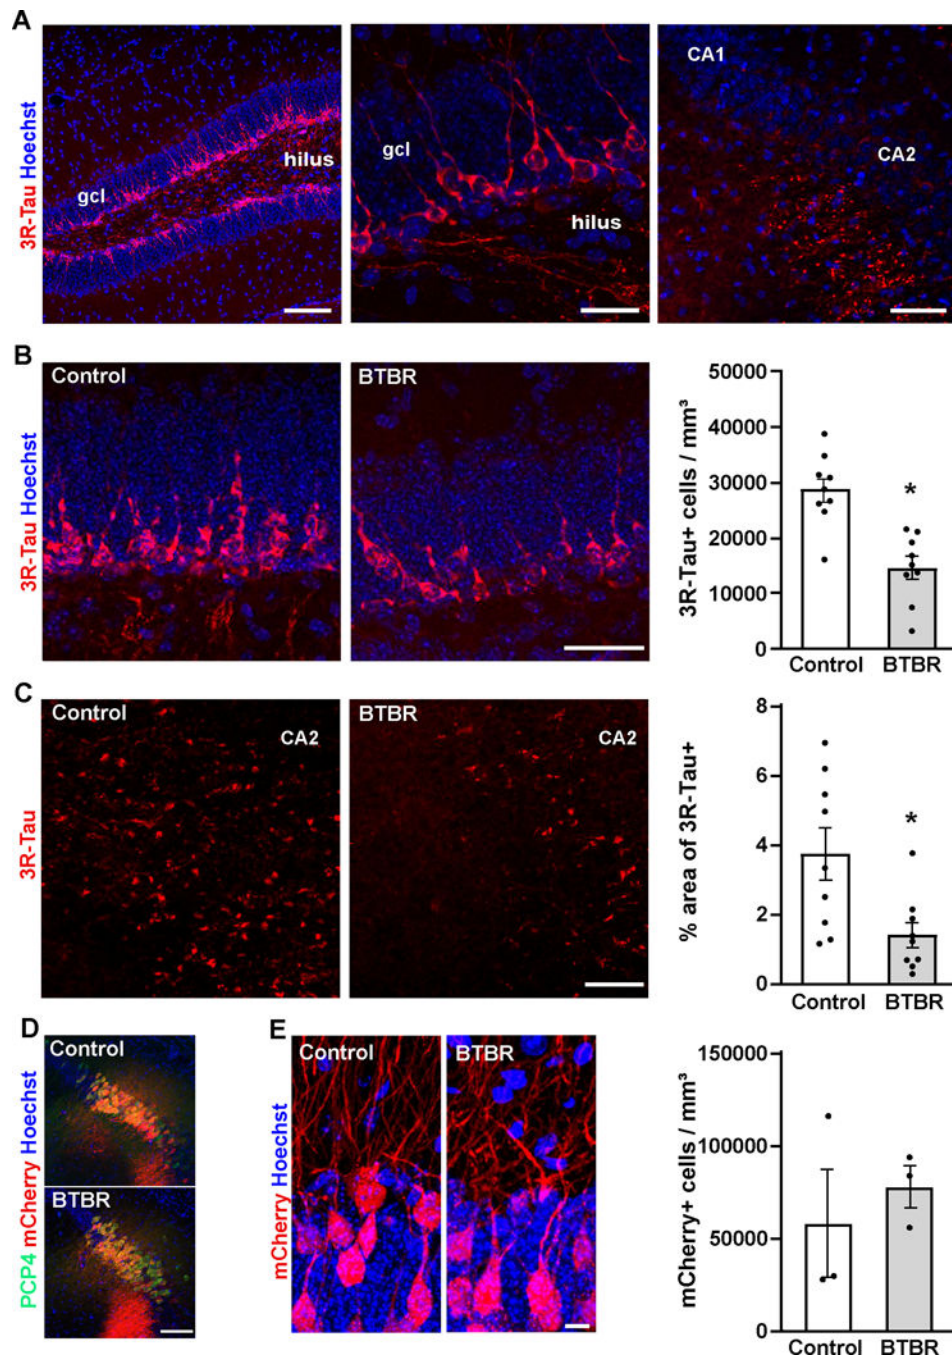 A
3R-Tau Hoechst
gcl
hilus
gcl
hilus
CA1
CA2
B
3R-Tau Hoechst
Control
BTBR
3R-Tau+ cells / mm³
50000
40000
30000
20000
10000
0
*
Control
BTBR
C
3R-Tau
Control
CA2
BTBR
CA2
% area of 3R-Tau+
8
6
4
2
0
*
Control
BTBR
D
PCP4 mCherry Hoechst
Control
BTBR
E
mCherry Hoechst
Control
BTBR
mCherry+ cells / mm³
150000
100000
50000
0
Control
BTBR